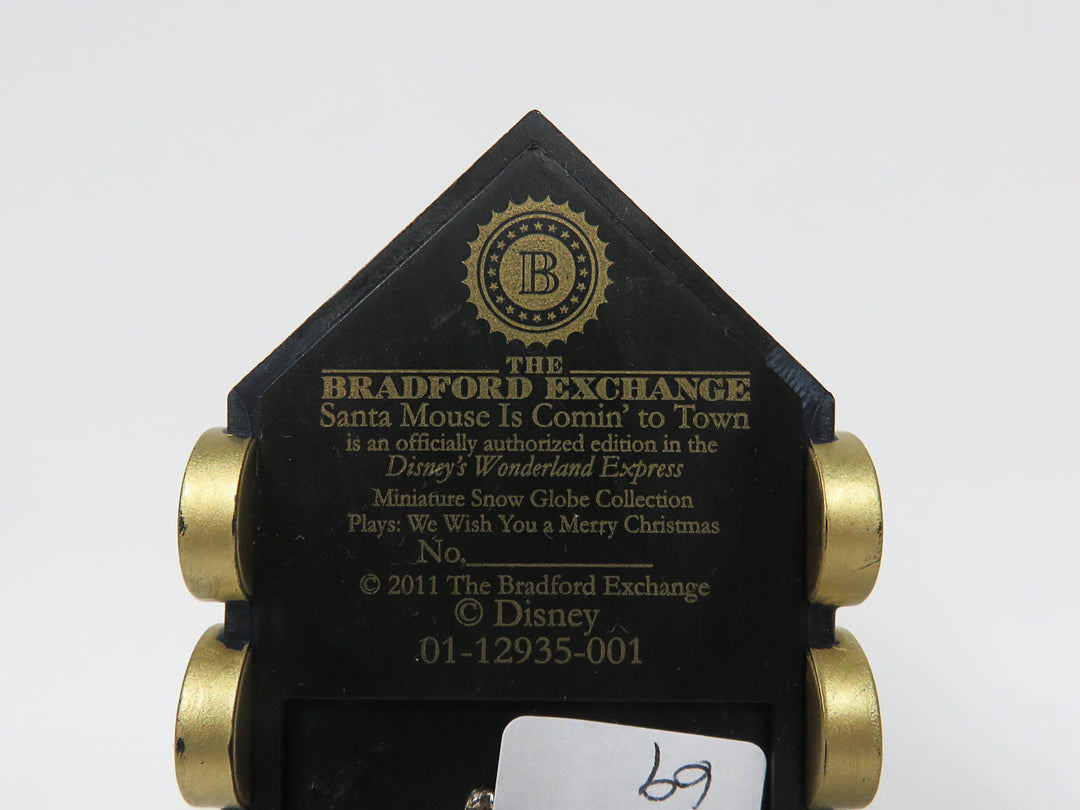 B
THE
BRADFORD EXCHANGE
Santa Mouse Is Comin' to Town
is an officially authorized edition in the
Disney's Wonderland Express
Miniature Snow Globe Collection
Plays: We Wish You a Merry Christmas
No.
© 2011 The Bradford Exchange
© Disney
01-12935-001
69